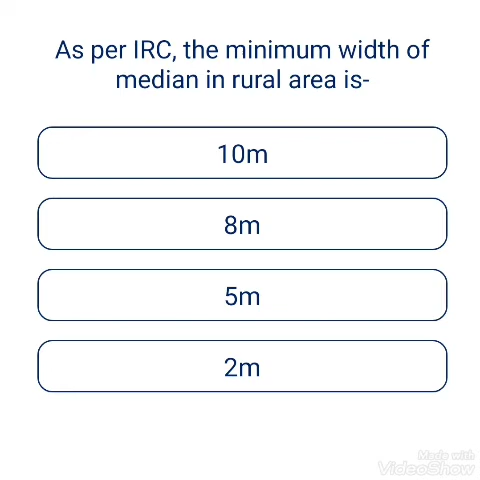 As per IRC, the minimum width of
median in rural area is-
10m
8m
5m
2m
Made with
VideoShow